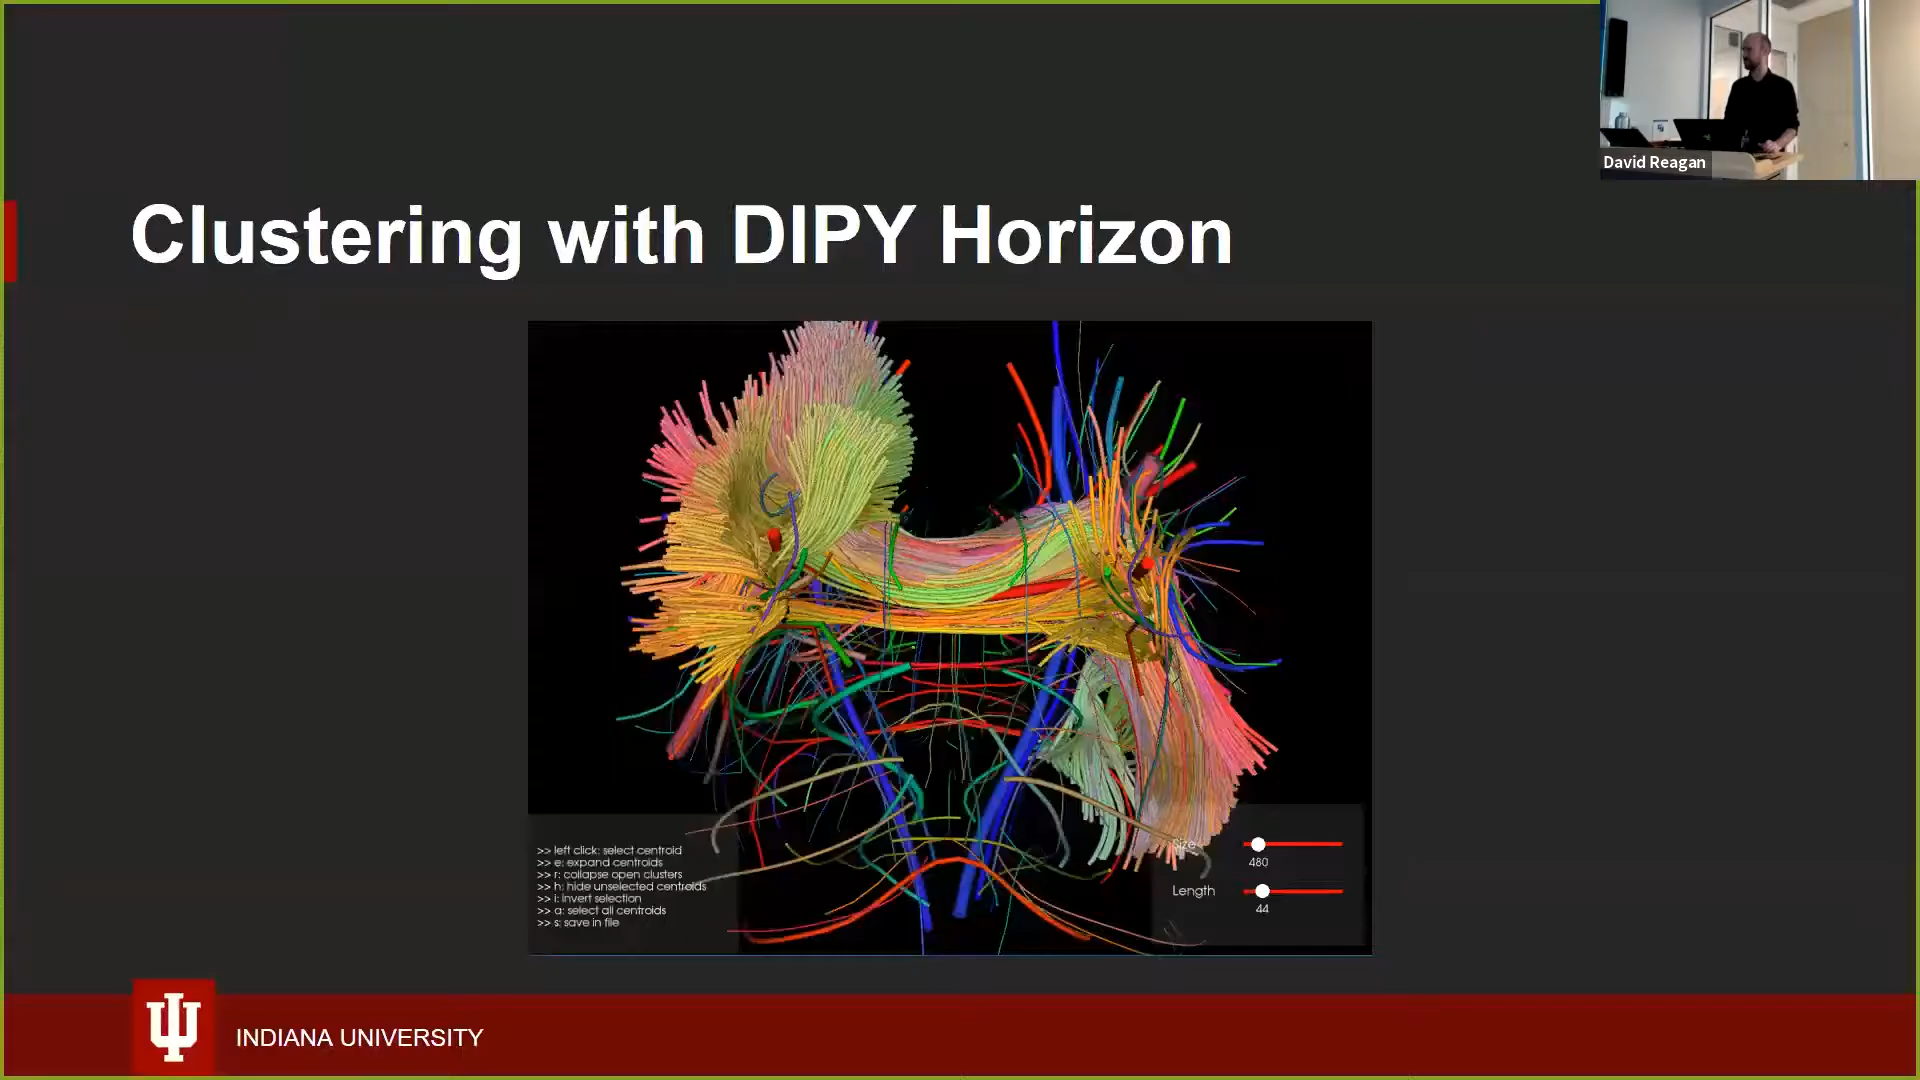 David Reagan
Clustering with DIPY Horizon
>> left click: select centroid
>> e: expand centroids
>> r: collapse open clusters
>> h: hide unselected centroids
>> i: invert selection
>> a: select all centroids
>> s: save in file
Size
480
Length
44
INDIANA UNIVERSITY